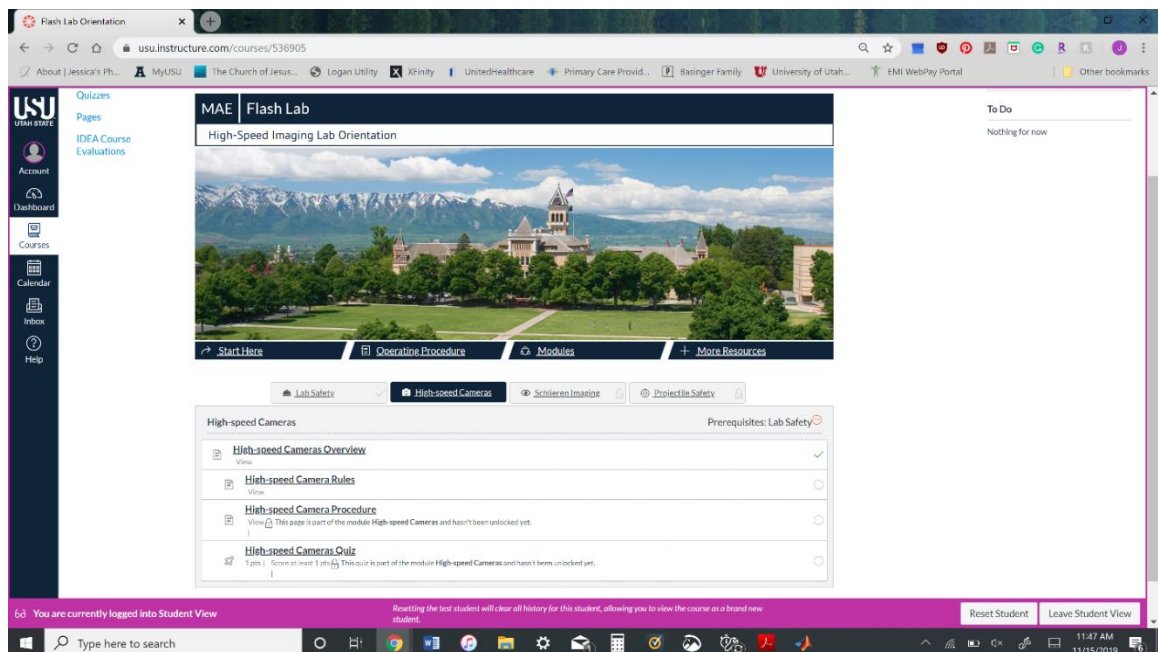 Flash Lab Orientation
usu.instructure.com/courses/536905
About | Jessica's Ph...
MyUSU
The Church of Jesus...
Logan Utility
XFinity
UnitedHealthcare
Primary Care Provid...
Basinger Family
University of Utah...
EMI WebPay Portal
Other bookmarks
USU
UTAH STATE
Account
Dashboard
Courses
Calendar
Inbox
Help
Quizzes
Pages
IDEA Course
Evaluations
MAE | Flash Lab
High-Speed Imaging Lab Orientation
Start Here
Operating Procedure
Modules
More Resources
Lab Safety
High-speed Cameras
Schlieren Imaging
Projectile Safety
High-speed Cameras
Prerequisites: Lab Safety
High-speed Cameras Overview
View
High-speed Camera Rules
View
High-speed Camera Procedure
View This page is part of the module High-speed Cameras and hasn't been unlocked yet.
|
High-speed Cameras Quiz
1 pts | Score at least 1 pts This quiz is part of the module High-speed Cameras and hasn't been unlocked yet.
|
To Do
Nothing for now
You are currently logged into Student View
Resetting the test student will clear all history for this student, allowing you to view the course as a brand new
student.
Reset Student
Leave Student View
Type here to search
11:47 AM
11/15/2019